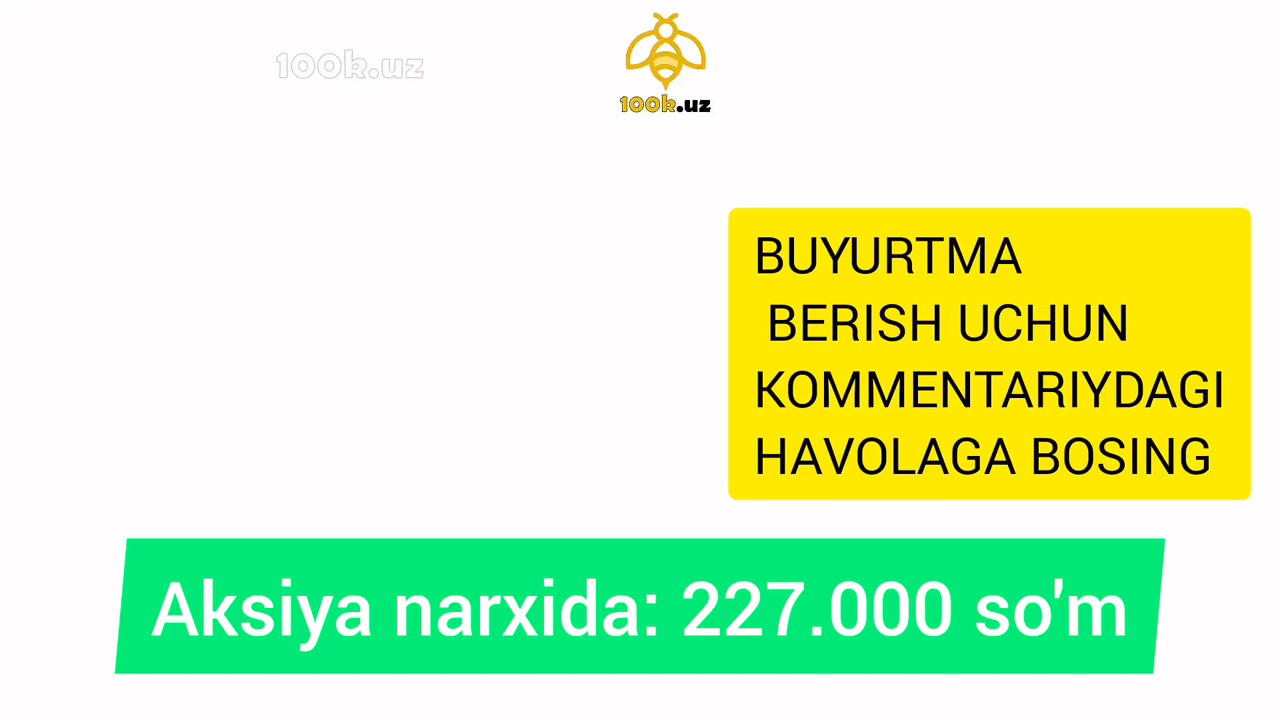 100k.uz
100k.uz
BUYURTMA
BERISH UCHUN
KOMMENTARIYDAGI
HAVOLAGA BOSING
Aksiya narxida: 227.000 so'm